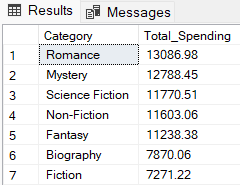 Results Messages
Category Total_Spending
1 Romance 13086.98
2 Mystery 12788.45
3 Science Fiction 11770.51
4 Non-Fiction 11603.06
5 Fantasy 11238.38
6 Biography 7870.06
7 Fiction 7271.22